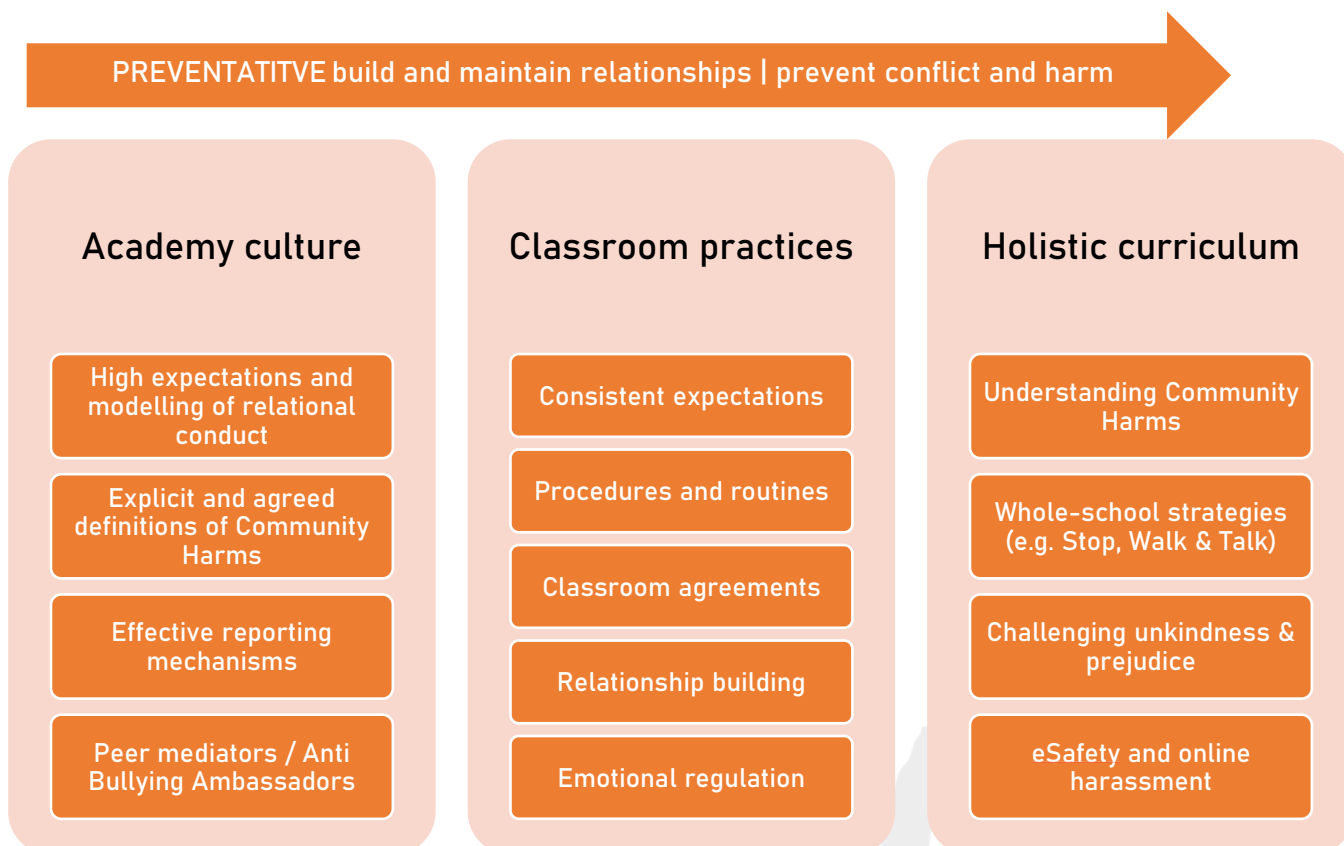 PREVENTATITVE build and maintain relationships | prevent conflict and harm
Academy culture
High expectations and
modelling of relational
conduct
Explicit and agreed
definitions of Community
Harms
Effective reporting
mechanisms
Peer mediators / Anti
Bullying Ambassadors
Classroom practices
Consistent expectations
Procedures and routines
Classroom agreements
Relationship building
Emotional regulation
Holistic curriculum
Understanding Community
Harms
Whole-school strategies
(e.g. Stop, Walk & Talk)
Challenging unkindness &
prejudice
eSafety and online
harassment